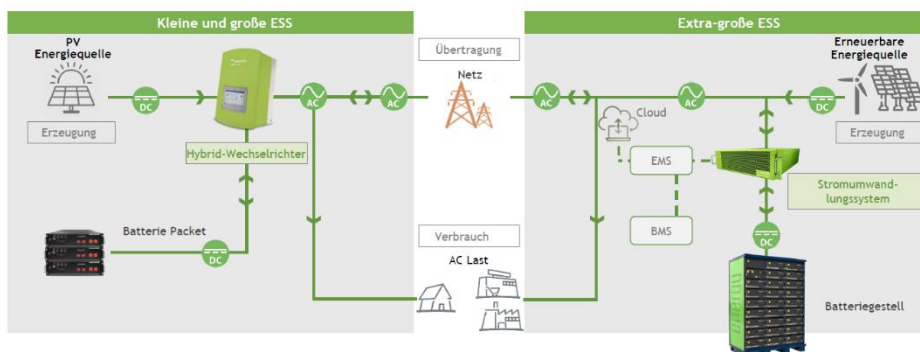 Kleine und große ESS
Extra-große ESS
PV
Energiequelle
DC
Erzeugung
Hybrid-Wechselrichter
AC
AC
Übertragung
Netz
AC
AC
DC
Erneuerbare
Energiequelle
Erzeugung
Cloud
EMS
BMS
Stromumwand-
lungssystem
Batterie Packet
DC
Verbrauch
AC Last
DC
Batteriegestell